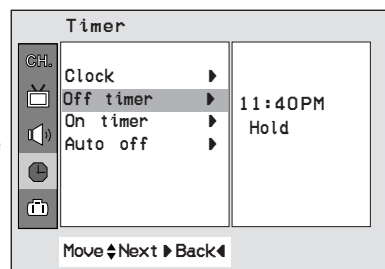 Timer
CH.
Clock
Off timer
On timer
Auto off
11:40PM
Hold
Move Next Back